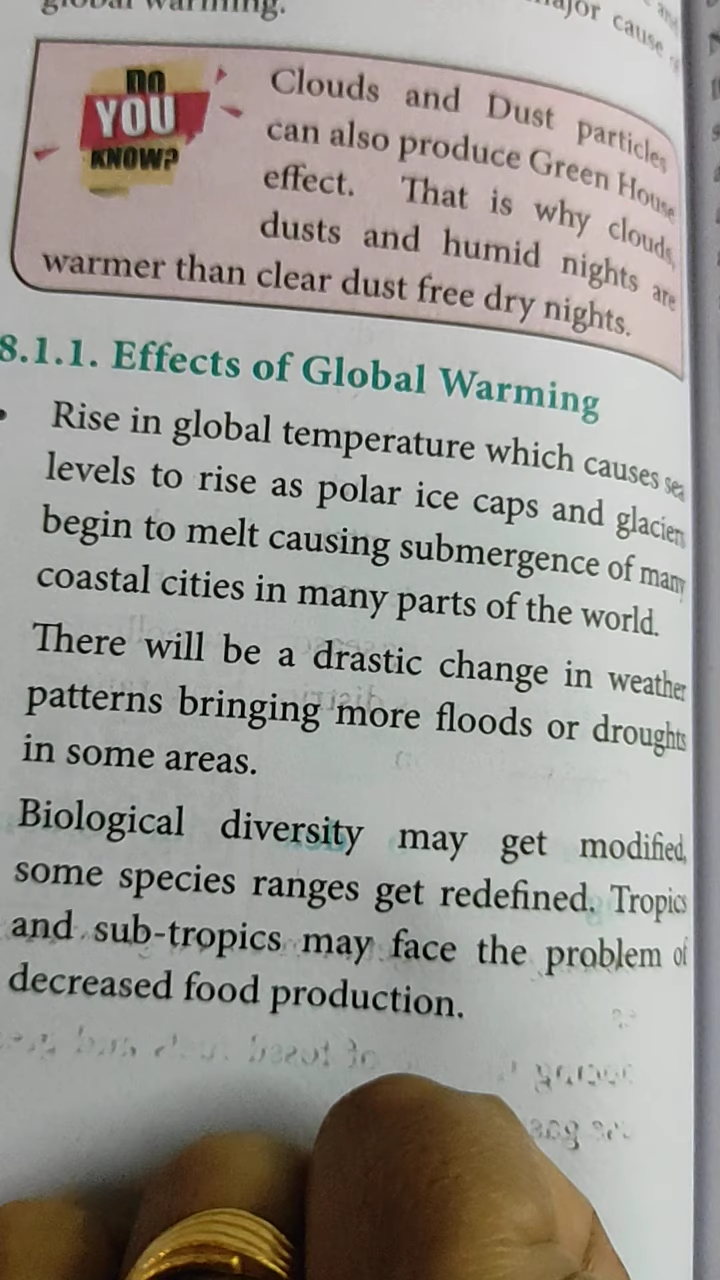 global warming.
major cause
DO
YOU
KNOW?
Clouds and Dust particles
can also produce Green House
effect. That is why clouds,
dusts and humid nights are
warmer than clear dust free dry nights.
8.1.1. Effects of Global Warming
• Rise in global temperature which causes sea
levels to rise as polar ice caps and glaciers
begin to melt causing submergence of many
coastal cities in many parts of the world.
There will be a drastic change in weather
patterns bringing more floods or droughts
in some areas.
Biological diversity may get modified,
some species ranges get redefined. Tropics
and sub-tropics may face the problem of
decreased food production.